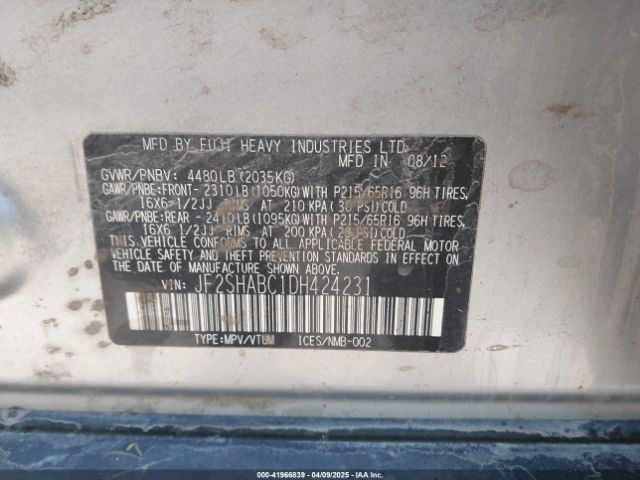 MFD BY FUJI HEAVY INDUSTRIES LTD.
MFD IN 08/12
GVWR/PNBV: 4480LB(2035KG)
GAWR/PNBE:FRONT- 2310LB(1050KG)WITH P215/65R16 96H TIRES,
16X6-1/2JJ RIMS AT 210 KPA(30 PSI)COLD
GAWR/PNBE:REAR - 2410LB(1095KG)WITH P215/65R16 96H TIRES,
16X6 1/2JJ RIMS AT 200 KPA(29 PSI)COLD
THIS VEHICLE CONFORMS TO ALL APPLICABLE FEDERAL MOTOR
VEHICLE SAFETY AND THEFT PREVENTION STANDARDS IN EFFECT
ON THE DATE OF MANUFACTURE SHOWN ABOVE.
VIN: JF2SHABC1DH424231
TYPE:MPV/VTUM ICES/NMB-002
00-41966839 | 04/09/2025 | IAA Inc.